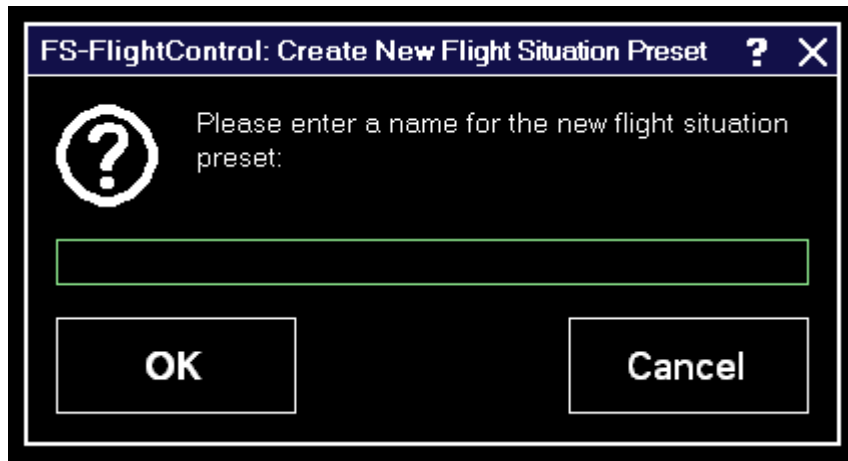 FS-FlightControl: Create New Flight Situation Preset ? X
Please enter a name for the new flight situation
preset:
?
OK Cancel